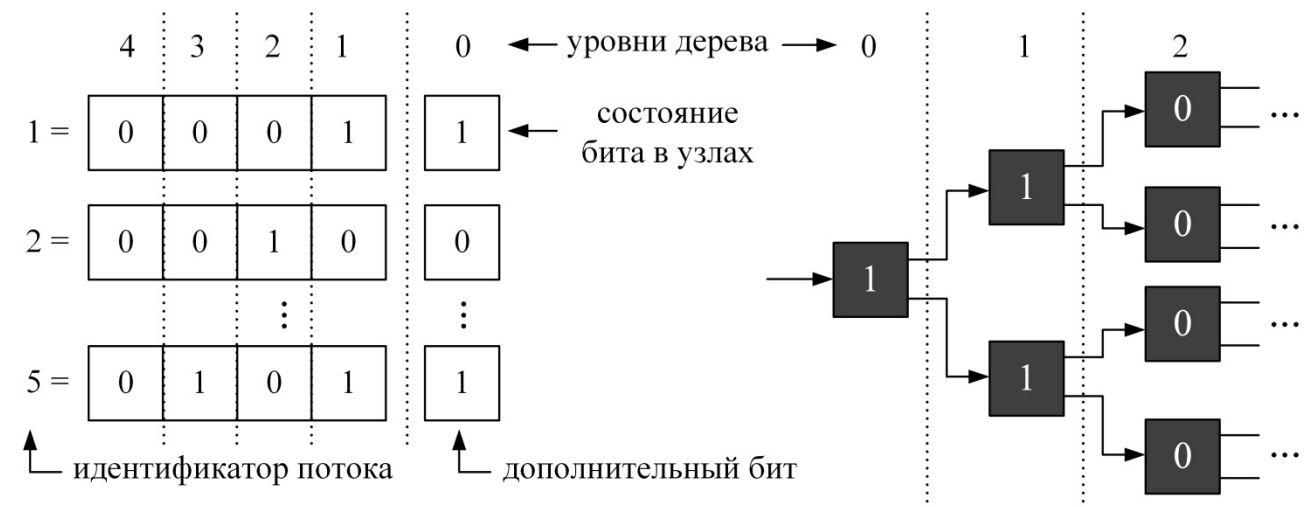 4 3 2 1 0 уровни дерева 0 1 2
1 = 0 0 0 1 1 состояние бита в узлах
2 = 0 0 1 0 0
⋮ ⋮
5 = 0 1 0 1 1
идентификатор потока дополнительный бит
1
1
1
0 ...
0 ...
0 ...
0 ...